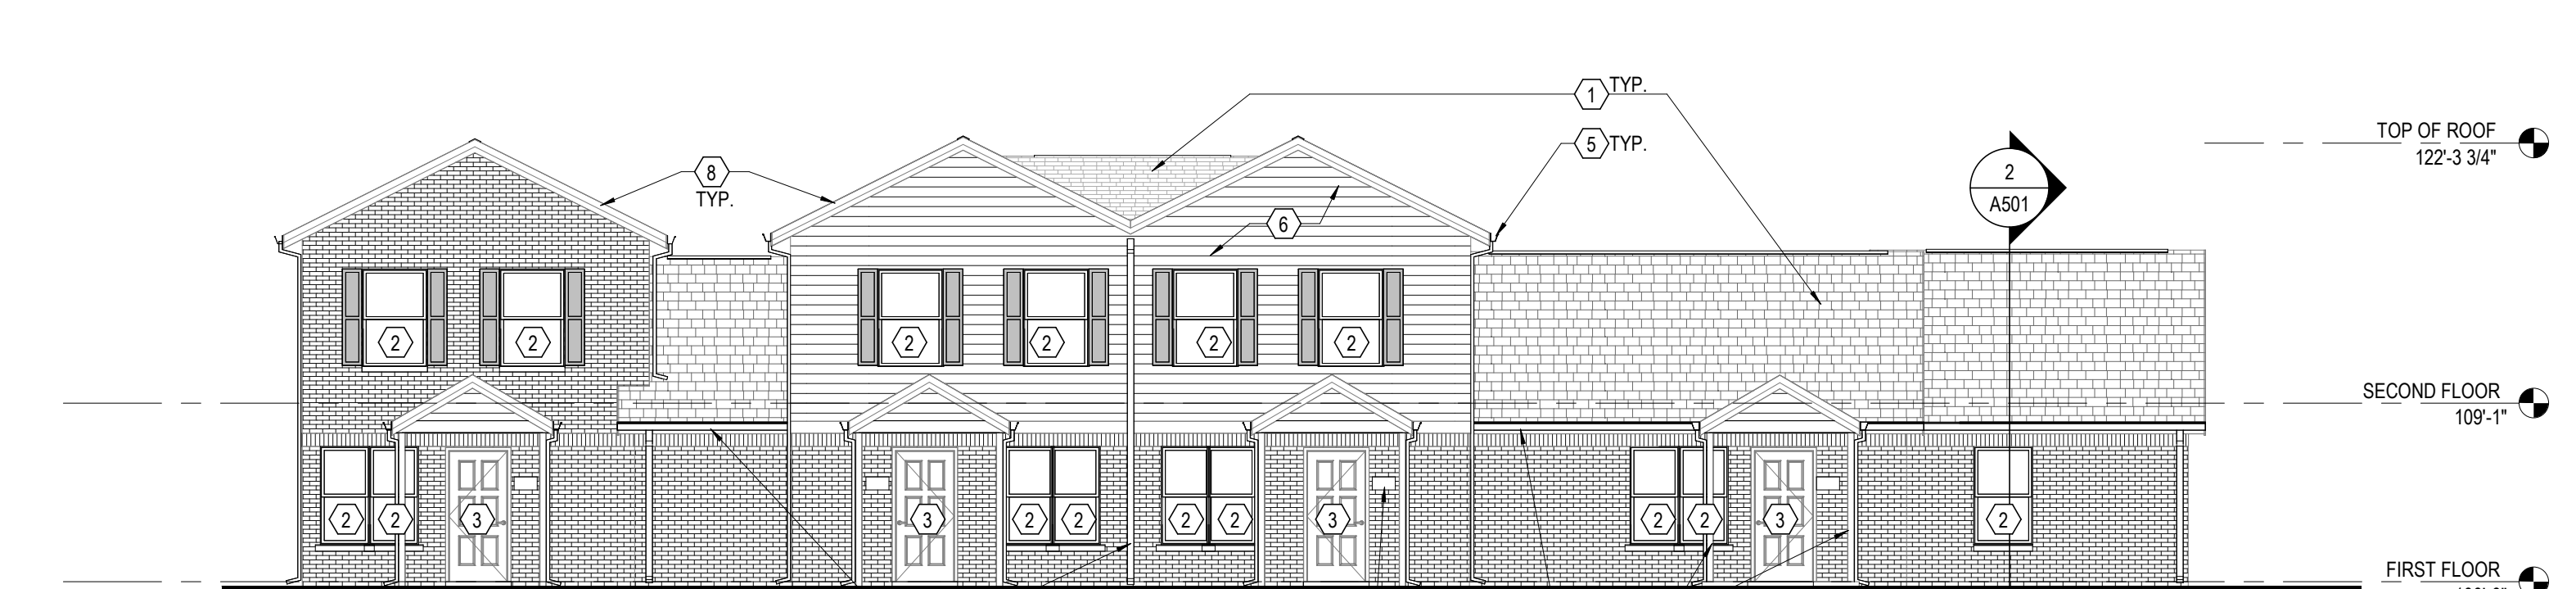 1 TYP.
5 TYP.
8
TYP.
6
TOP OF ROOF
122'-3 3/4"
2
A501
2 2 2 2 2 2
SECOND FLOOR
109'-1"
2 2 3 3 2 2 2 2 3 2 2 3 2
FIRST FLOOR